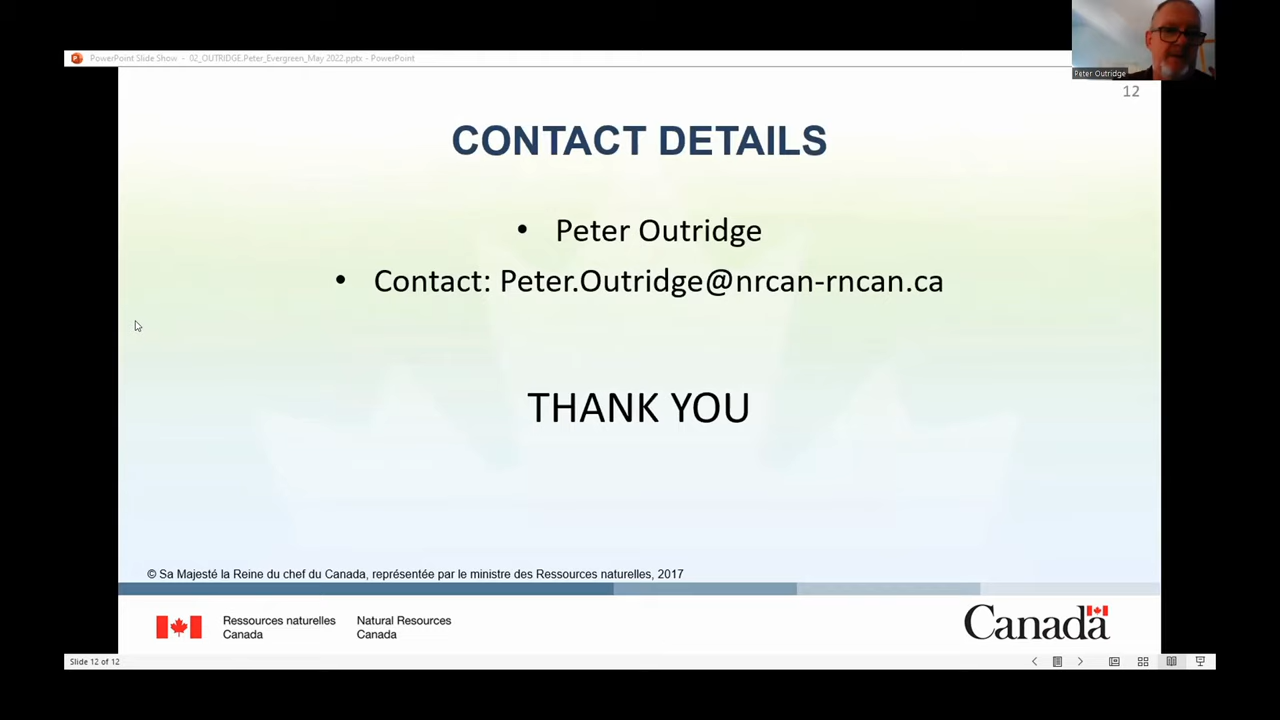 PowerPoint Slide Show - 02_OUTRIDGE.Peter_Evergreen_May 2022.pptx - PowerPoint
Peter Outridge
12
CONTACT DETAILS
• Peter Outridge
• Contact: Peter.Outridge@nrcan-rncan.ca
THANK YOU
© Sa Majesté la Reine du chef du Canada, représentée par le ministre des Ressources naturelles, 2017
Ressources naturelles Canada
Natural Resources Canada
Canada
Slide 12 of 12